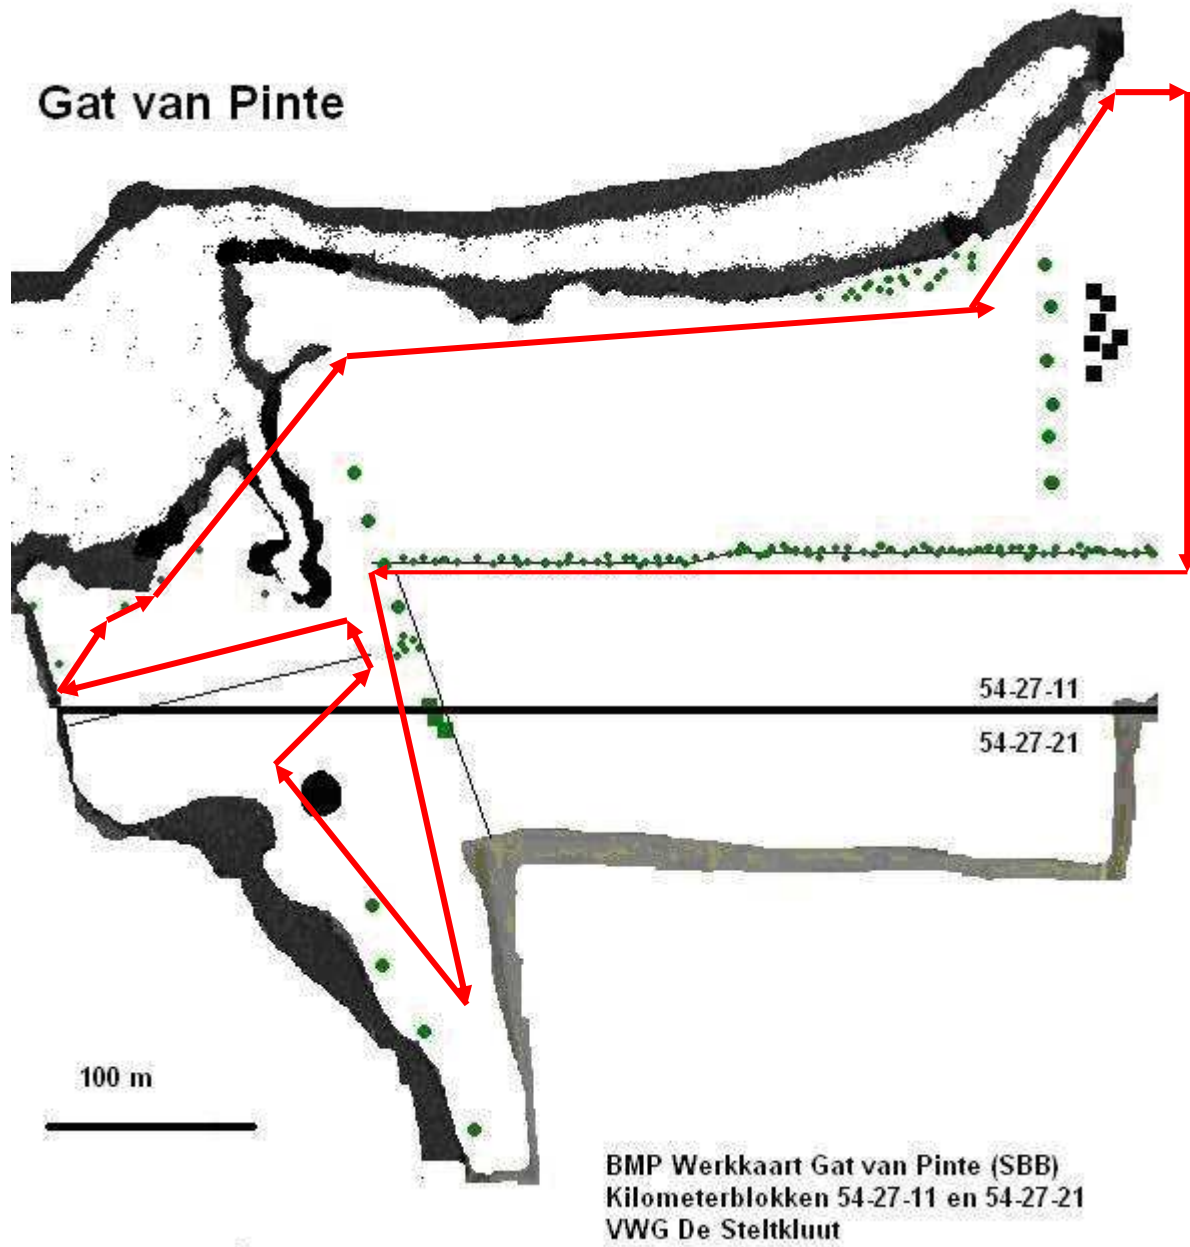 Gat van Pinte
54-27-11
54-27-21
100 m
BMP Werkkaart Gat van Pinte (SBB)
Kilometerblokken 54-27-11 en 54-27-21
VWG De Steltkluut